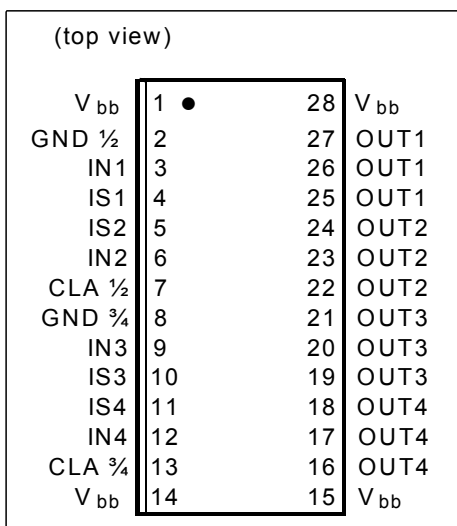 (top view)
V bb 1 ● 28 V bb
GND ½ 2 27 OUT1
IN1 3 26 OUT1
IS1 4 25 OUT1
IS2 5 24 OUT2
IN2 6 23 OUT2
CLA ½ 7 22 OUT2
GND ¾ 8 21 OUT3
IN3 9 20 OUT3
IS3 10 19 OUT3
IS4 11 18 OUT4
IN4 12 17 OUT4
CLA ¾ 13 16 OUT4
V bb 14 15 V bb